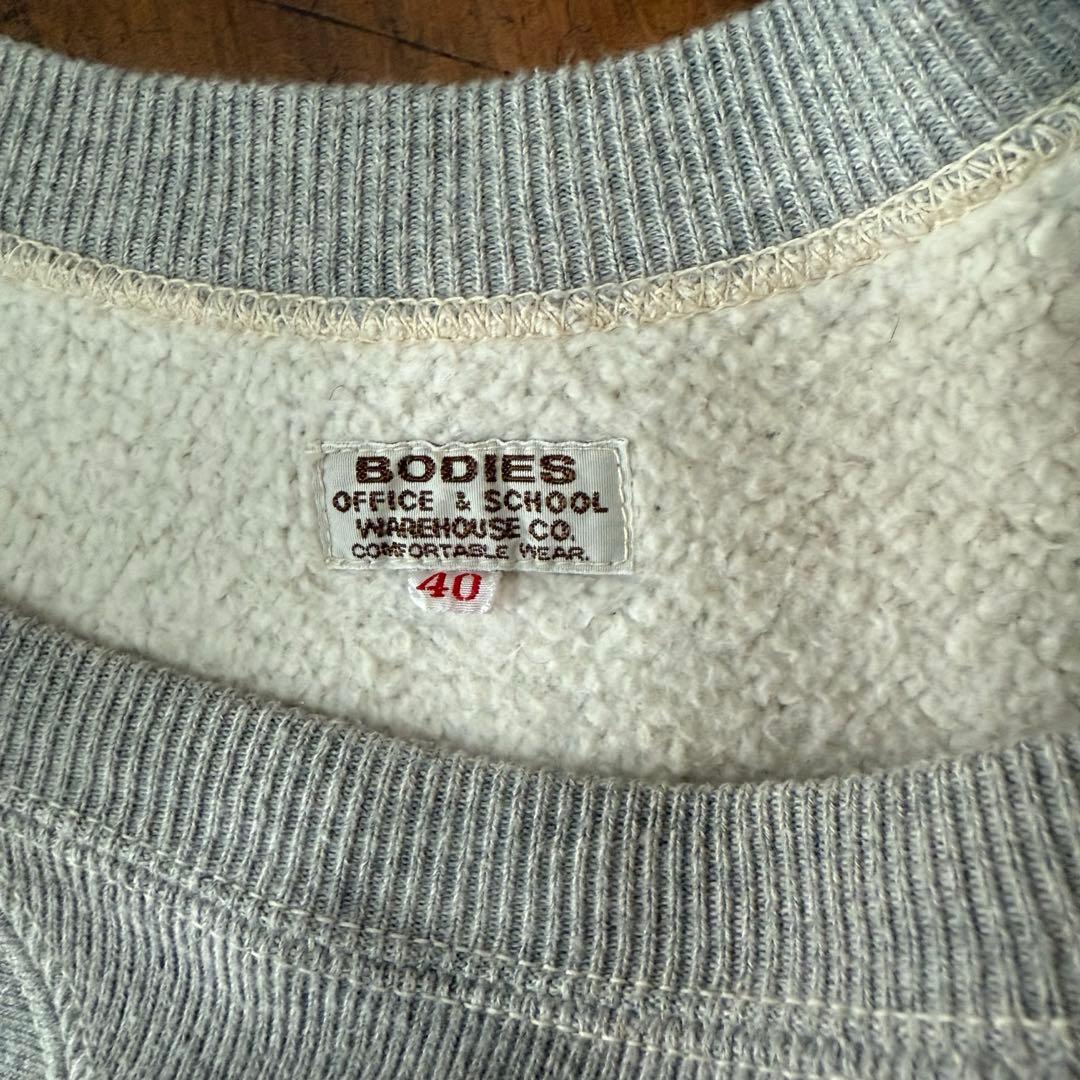 BODIES
OFFICE & SCHOOL
WAREHOUSE CO.
COMFORTABLE WEAR.
40